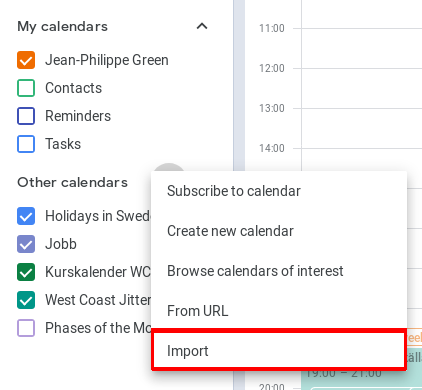 My calendars
Jean-Philippe Green
Contacts
Reminders
Tasks
Other calendars
Holidays in Swed
Jobb
Kurskalender WC
West Coast Jitter
Phases of the Mo
Subscribe to calendar
Create new calendar
Browse calendars of interest
From URL
Import
11:00
12:00
13:00
14:00
19:00 – 21:00
20:00